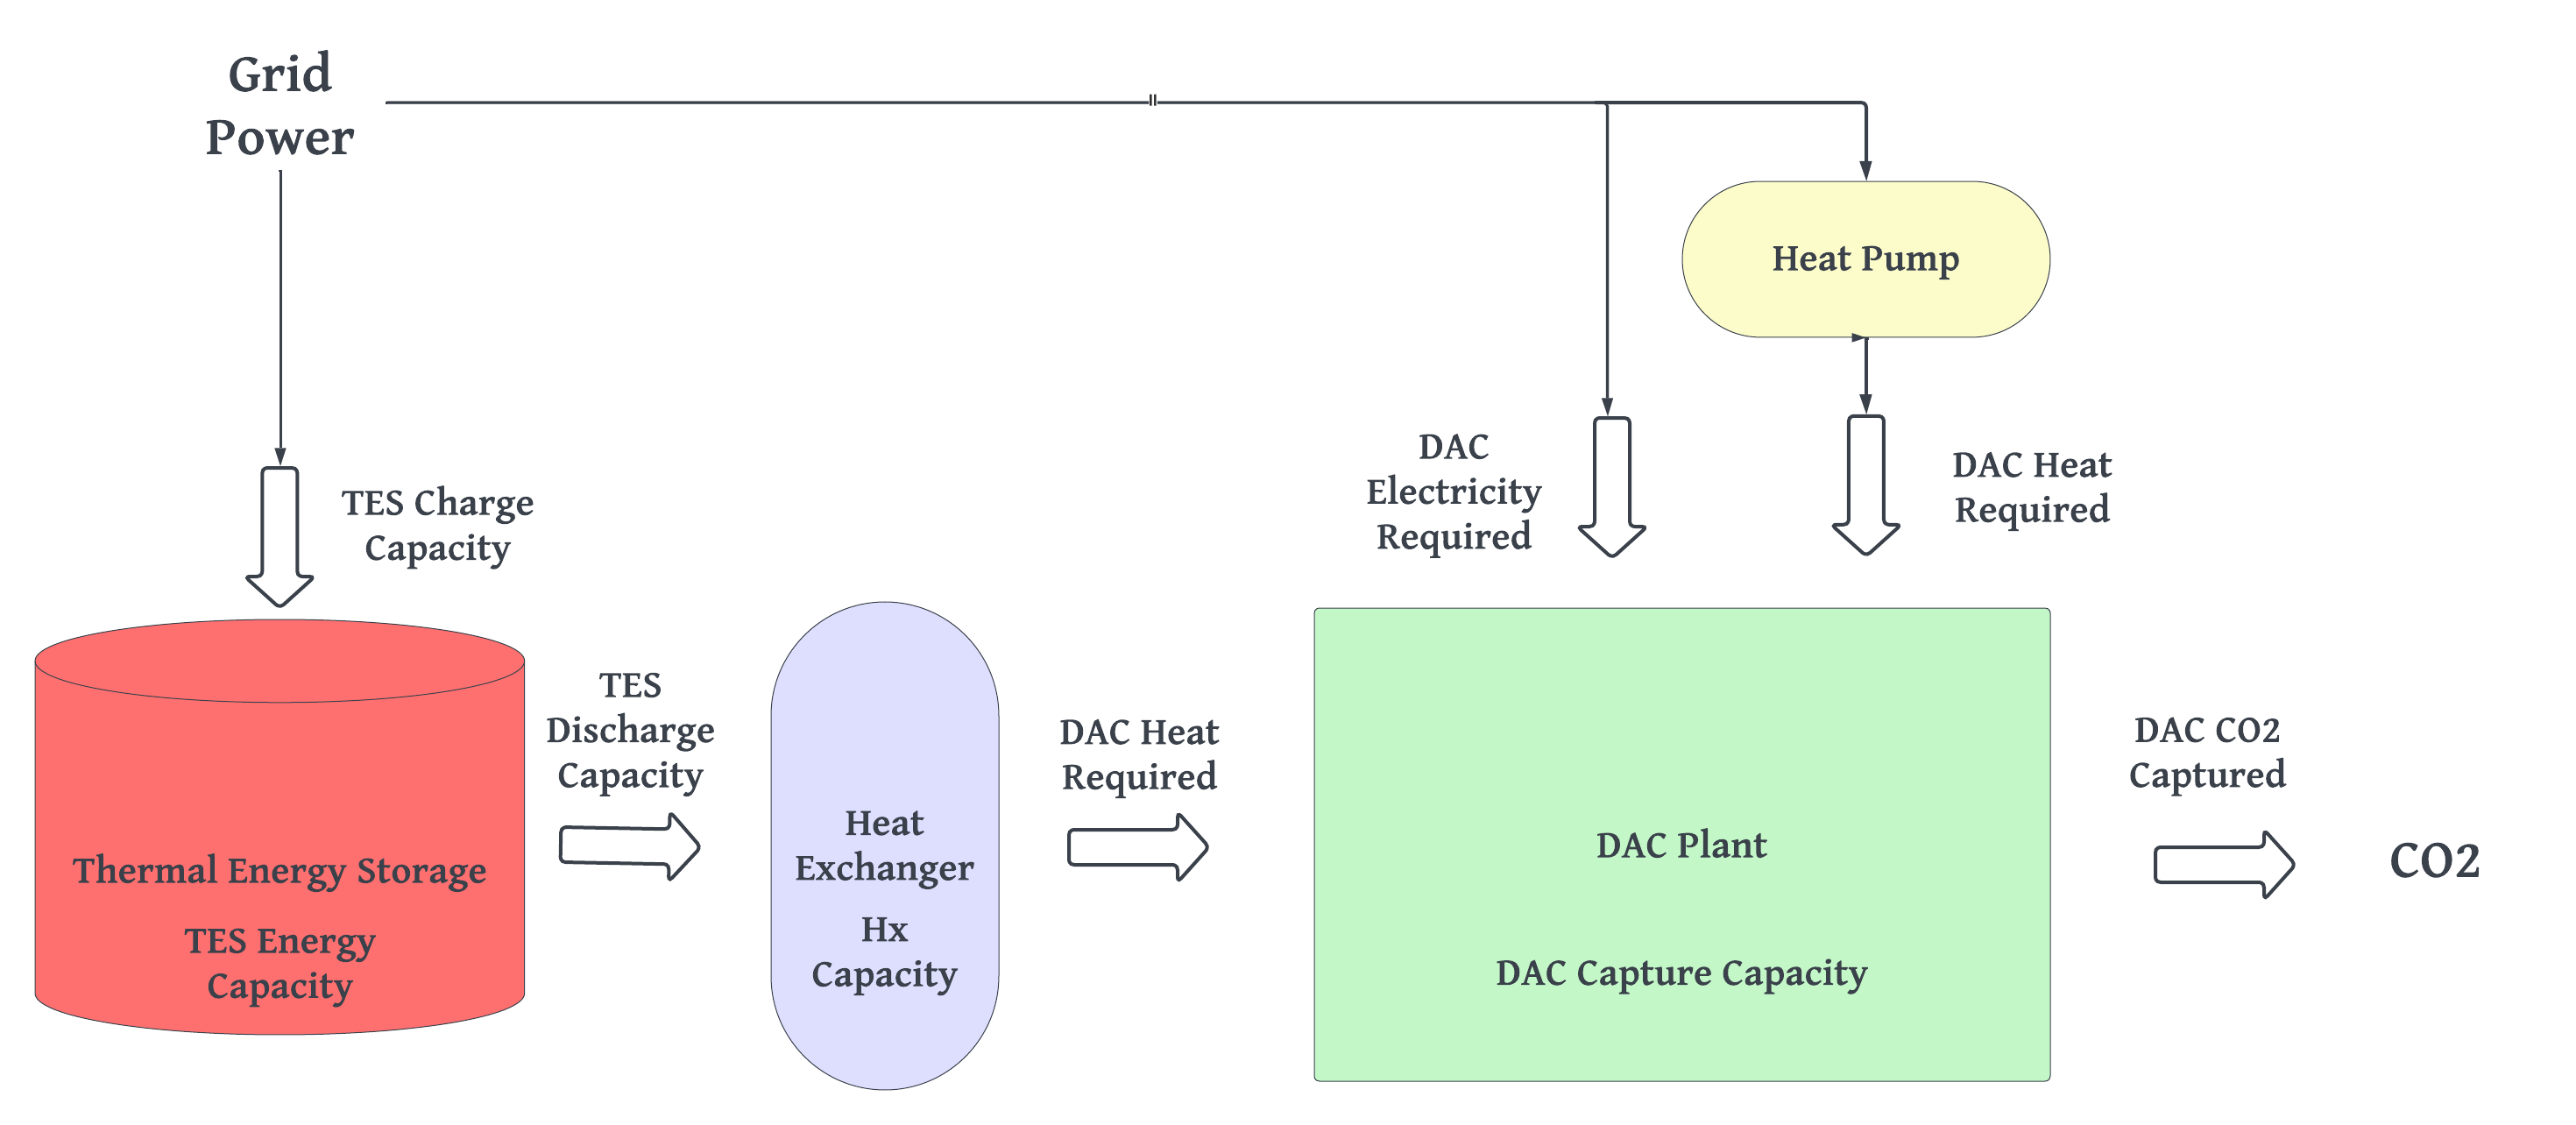 Grid
Power
Heat Pump
TES Charge
Capacity
DAC
Electricity
Required
DAC Heat
Required
Thermal Energy Storage
TES Energy
Capacity
TES
Discharge
Capacity
Heat
Exchanger
Hx
Capacity
DAC Heat
Required
DAC Plant
DAC Capture Capacity
DAC CO2
Captured
CO2